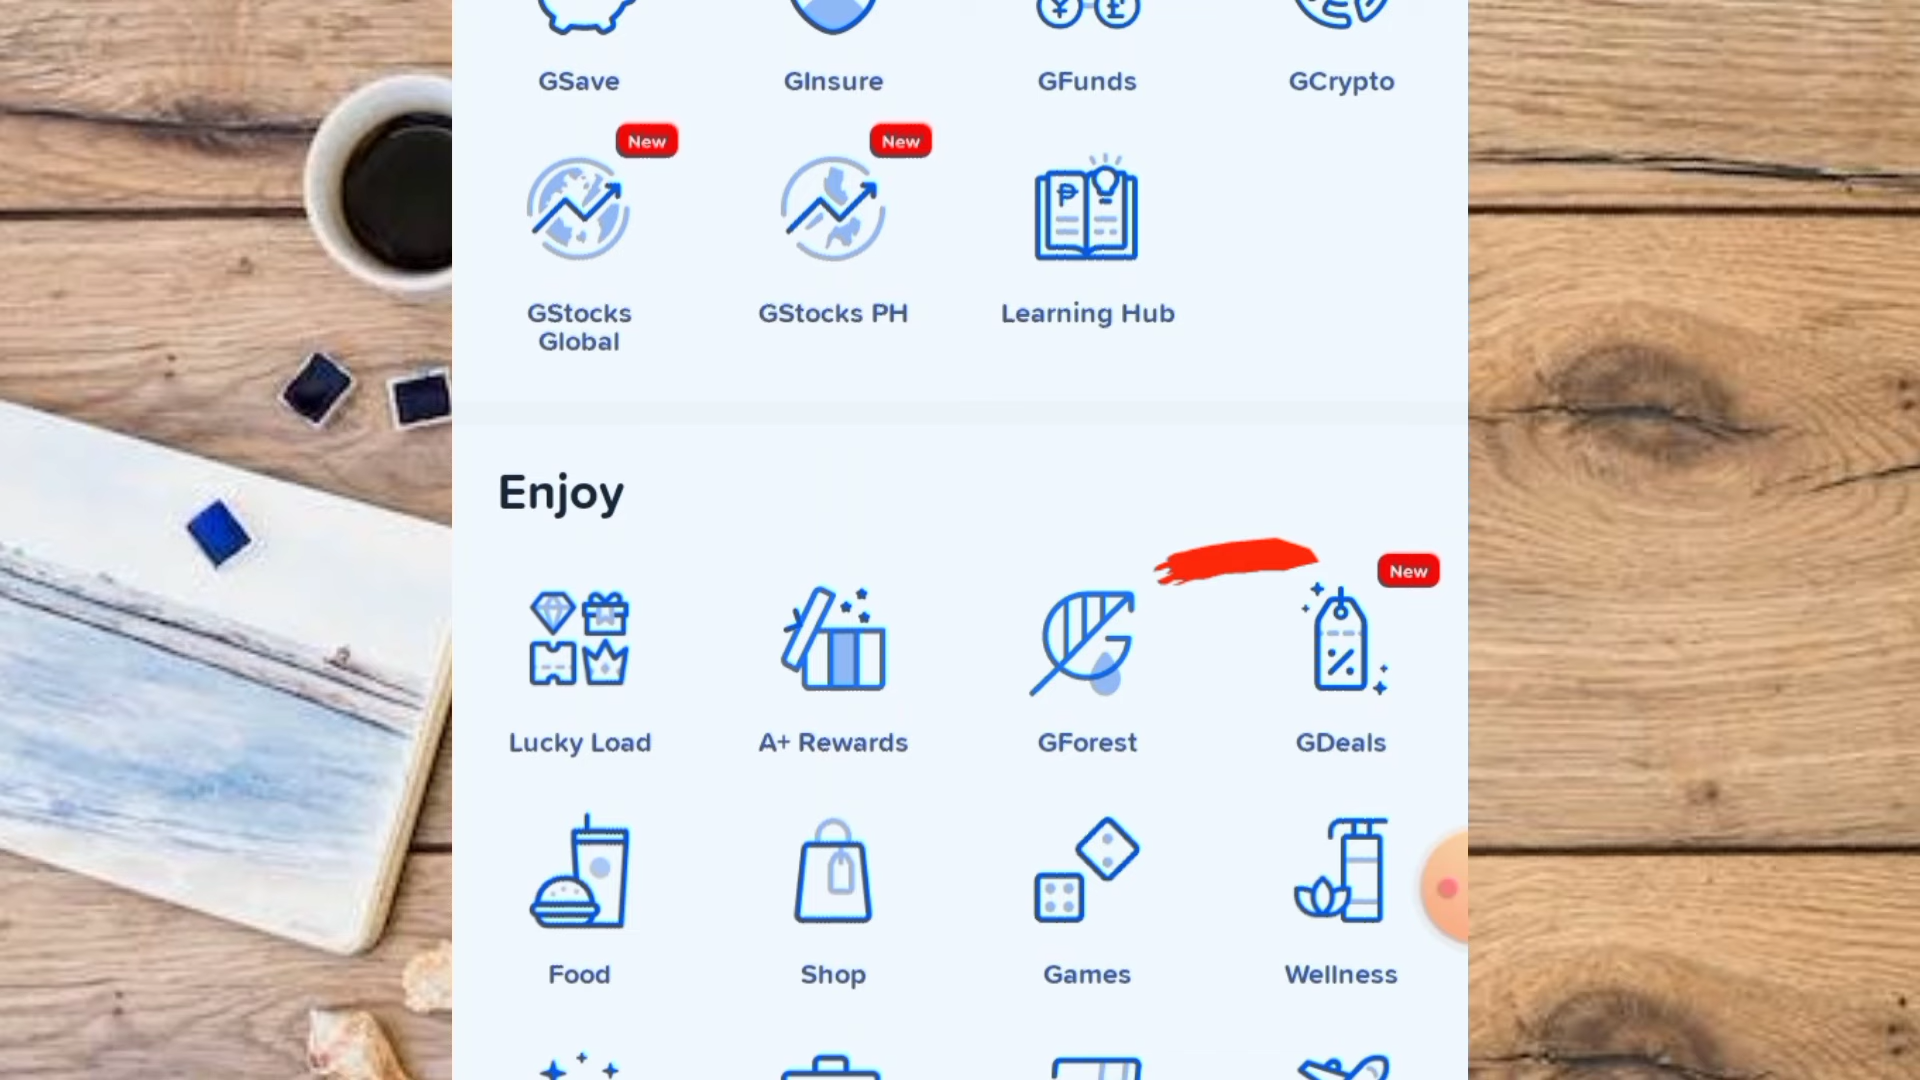 GSave
GInsure
GFunds
GCrypto
New
New
GStocks
Global
GStocks PH
Learning Hub
Enjoy
New
Lucky Load
A+ Rewards
GForest
GDeals
Food
Shop
Games
Wellness